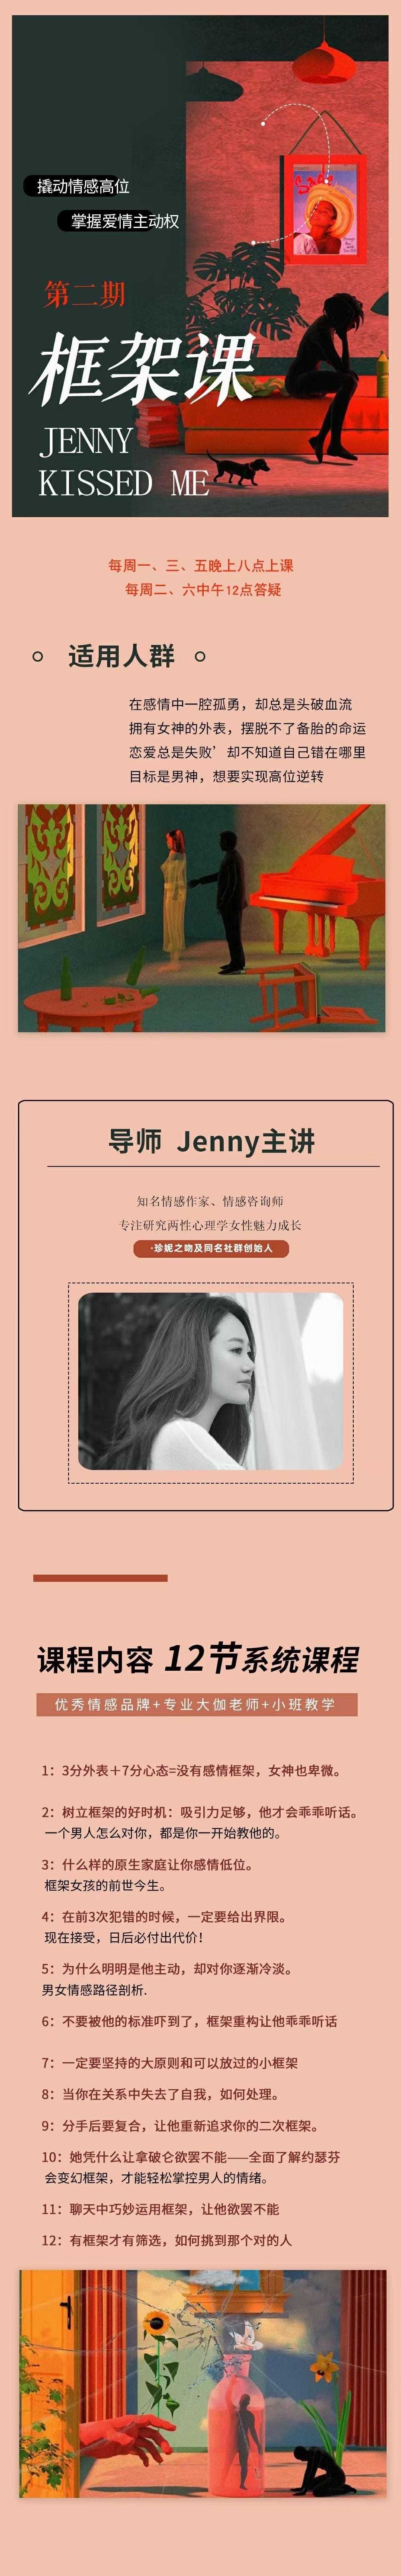 撬动情感高位
掌握爱情主动权
第二期
框架课
JENNY
KISSED ME
每周一、三、五晚上八点上课
每周二、六中午12点答疑
适用人群
在感情中一腔孤勇，却总是头破血流
拥有女神的外表，摆脱不了备胎的命运
恋爱总是失败’却不知道自己错在哪里
目标是男神，想要实现高位逆转
导师 Jenny主讲
知名情感作家、情感咨询师
专注研究两性心理学女性魅力成长
·珍妮之吻及同名社群创始人
课程内容 12节系统课程
优秀情感品牌+专业大伽老师+小班教学
1：3分外表＋7分心态=没有感情框架，女神也卑微。
2：树立框架的好时机：吸引力足够，他才会乖乖听话。
一个男人怎么对你，都是你一开始教他的。
3：什么样的原生家庭让你感情低位。
框架女孩的前世今生。
4：在前3次犯错的时候，一定要给出界限。
现在接受，日后必付出代价！
5：为什么明明是他主动，却对你逐渐冷淡。
男女情感路径剖析.
6：不要被他的标准吓到了，框架重构让他乖乖听话
7：一定要坚持的大原则和可以放过的小框架
8：当你在关系中失去了自我，如何处理。
9：分手后要复合，让他重新追求你的二次框架。
10：她凭什么让拿破仑欲罢不能——全面了解约瑟芬
会变幻框架，才能轻松掌控男人的情绪。
11：聊天中巧妙运用框架，让他欲罢不能
12：有框架才有筛选，如何挑到那个对的人